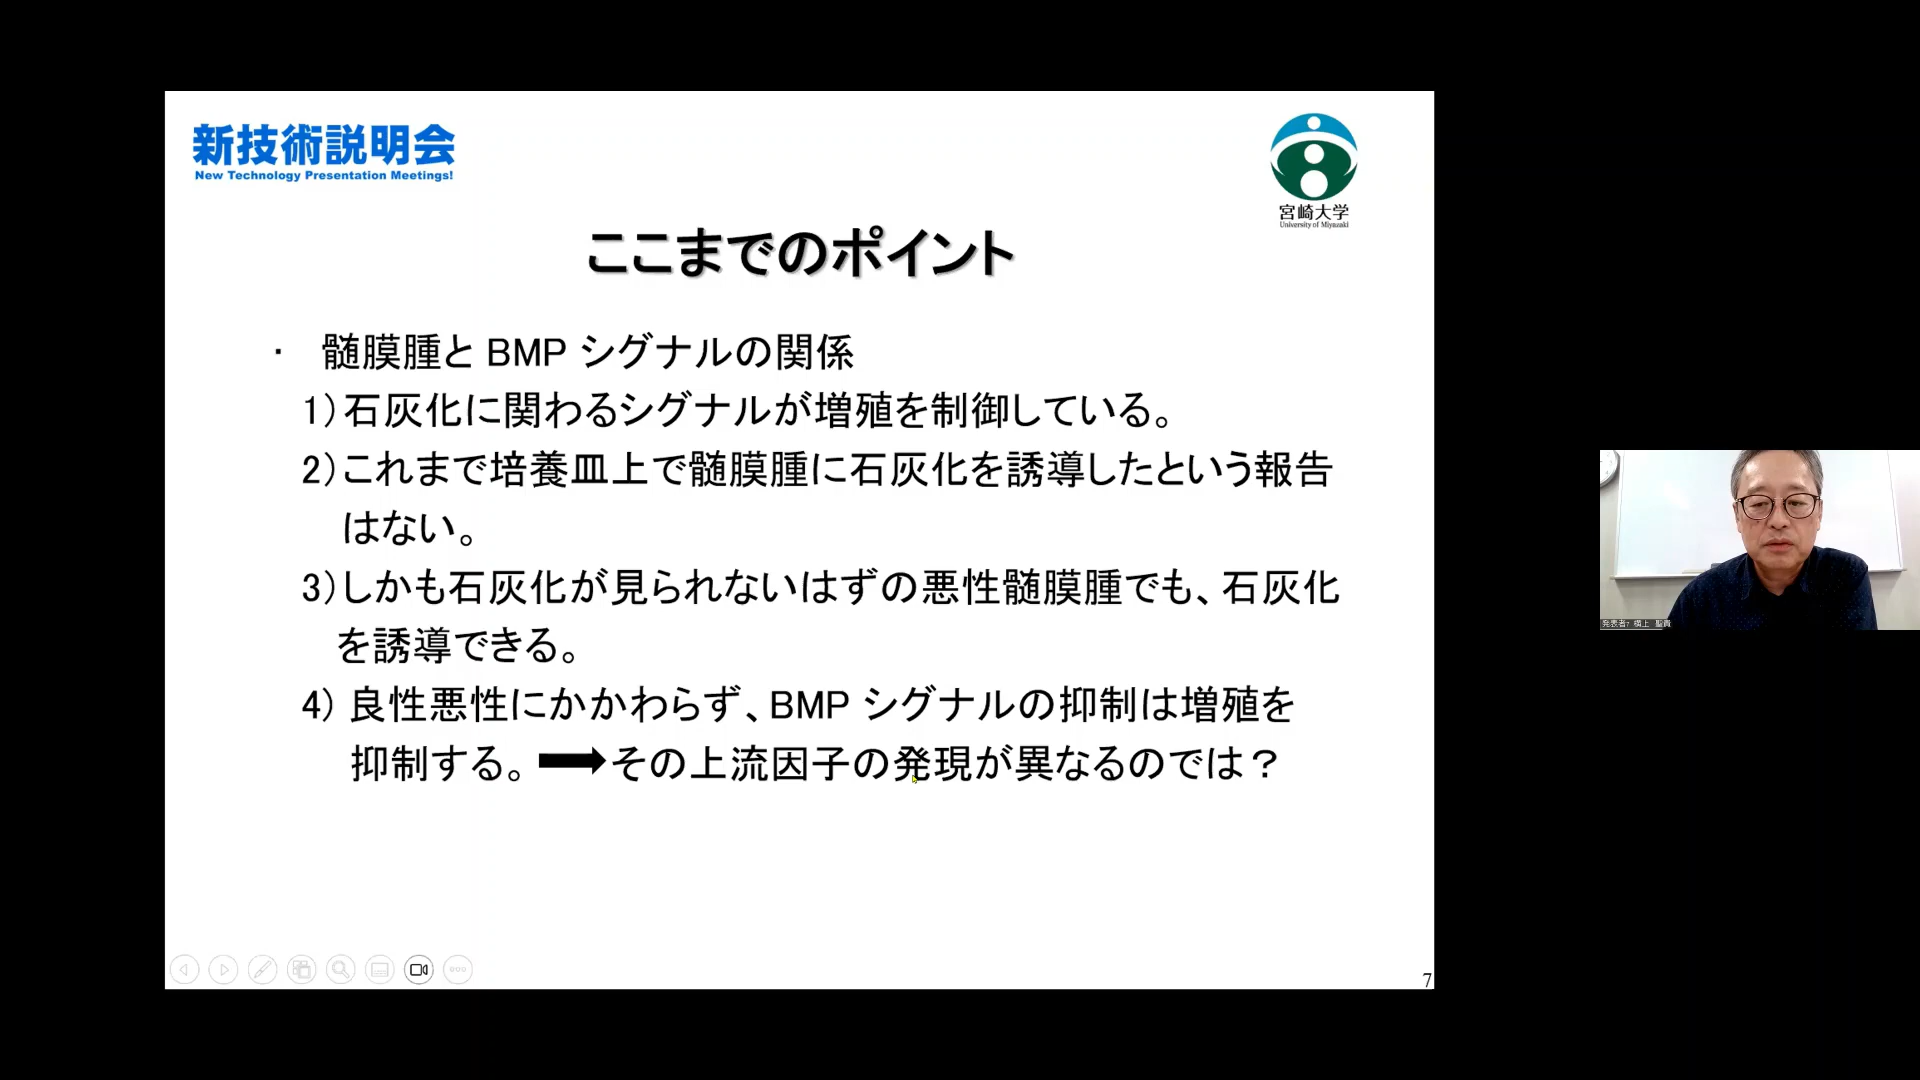 新技術説明会
New Technology Presentation Meetings!
宮崎大学
University of Miyazaki
ここまでのポイント
・ 髄膜腫と BMP シグナルの関係
1）石灰化に関わるシグナルが増殖を制御している。
2）これまで培養皿上で髄膜腫に石灰化を誘導したという報告
はない。
3）しかも石灰化が見られないはずの悪性髄膜腫でも、石灰化
を誘導できる。
4） 良性悪性にかかわらず、BMP シグナルの抑制は増殖を
抑制する。➡その上流因子の発現が異なるのでは？
7
発表者7 横上 聖貴